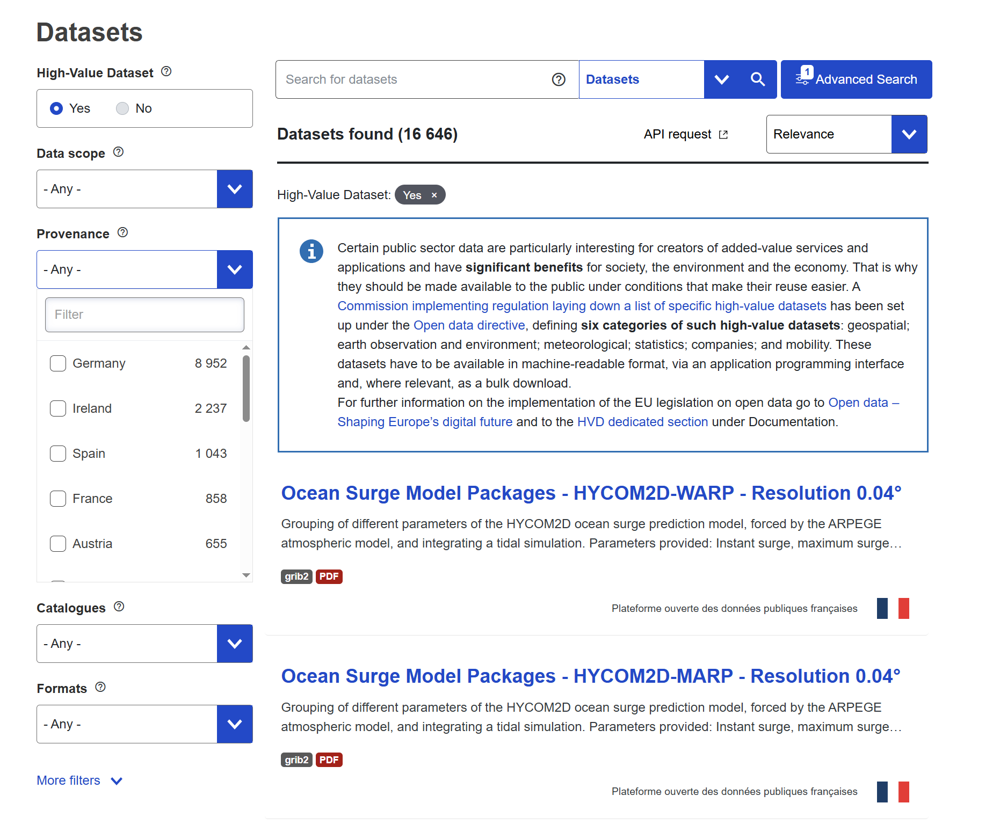 Datasets
High-Value Dataset
Yes
No
Data scope
- Any -
Provenance
- Any -
Filter
Germany 8 952
Ireland 2 237
Spain 1 043
France 858
Austria 655
Catalogues
- Any -
Formats
- Any -
More filters
Search for datasets
Datasets
1
Advanced Search
Datasets found (16 646)
API request
Relevance
High-Value Dataset: Yes ×
Certain public sector data are particularly interesting for creators of added-value services and
applications and have significant benefits for society, the environment and the economy. That is why
they should be made available to the public under conditions that make their reuse easier. A
Commission implementing regulation laying down a list of specific high-value datasets has been set
up under the Open data directive, defining six categories of such high-value datasets: geospatial;
earth observation and environment; meteorological; statistics; companies; and mobility. These
datasets have to be available in machine-readable format, via an application programming interface
and, where relevant, as a bulk download.
For further information on the implementation of the EU legislation on open data go to Open data –
Shaping Europe’s digital future and to the HVD dedicated section under Documentation.
Ocean Surge Model Packages - HYCOM2D-WARP - Resolution 0.04°
Grouping of different parameters of the HYCOM2D ocean surge prediction model, forced by the ARPEGE
atmospheric model, and integrating a tidal simulation. Parameters provided: Instant surge, maximum surge…
grib2 PDF
Plateforme ouverte des données publiques françaises
Ocean Surge Model Packages - HYCOM2D-MARP - Resolution 0.04°
Grouping of different parameters of the HYCOM2D ocean surge prediction model, forced by the ARPEGE
atmospheric model, and integrating a tidal simulation. Parameters provided: Instant surge, maximum surge…
grib2 PDF
Plateforme ouverte des données publiques françaises